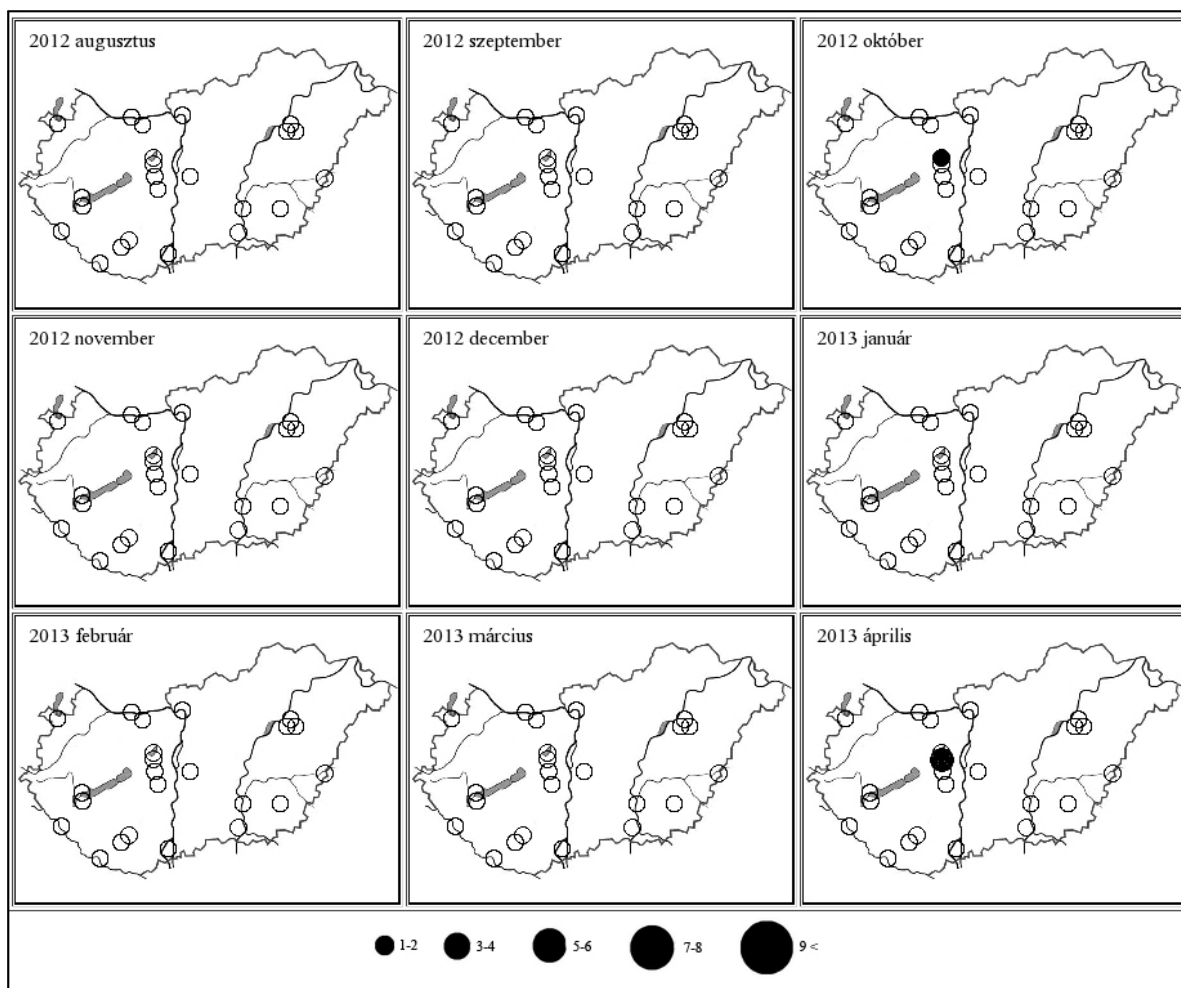 2012 augusztus
2012 szeptember
2012 október
2012 november
2012 december
2013 január
2013 február
2013 március
2013 április
1-2
3-4
5-6
7-8
9 <